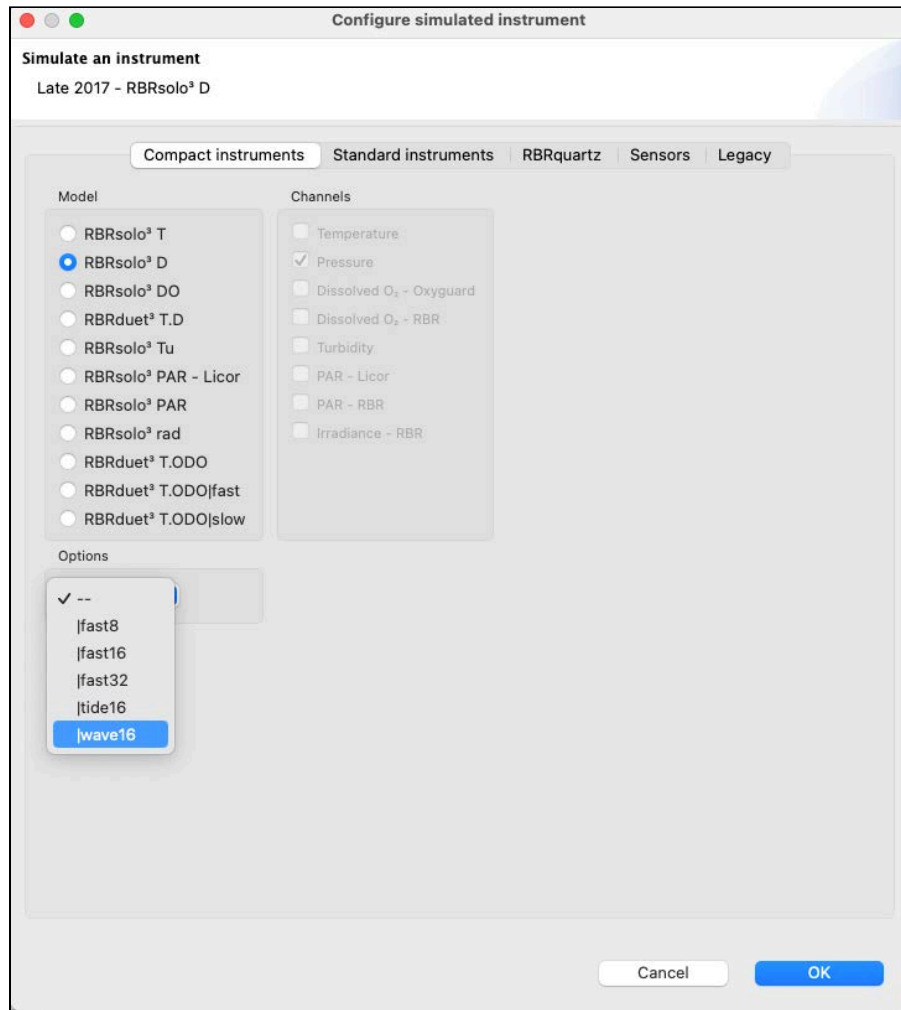 Configure simulated instrument
Simulate an instrument
Late 2017 - RBRsolo³ D
Compact instruments
Standard instruments
RBRquartz
Sensors
Legacy
Model
RBRsolo³ T
RBRsolo³ D
RBRsolo³ DO
RBRduet³ T.D
RBRsolo³ Tu
RBRsolo³ PAR - Licor
RBRsolo³ PAR
RBRsolo³ rad
RBRduet³ T.ODO
RBRduet³ T.ODO|fast
RBRduet³ T.ODO|slow
Channels
Temperature
Pressure
Dissolved O₂ - Oxyguard
Dissolved O₂ - RBR
Turbidity
PAR - Licor
PAR - RBR
Irradiance - RBR
Options
--
|fast8
|fast16
|fast32
|tide16
|wave16
Cancel
OK